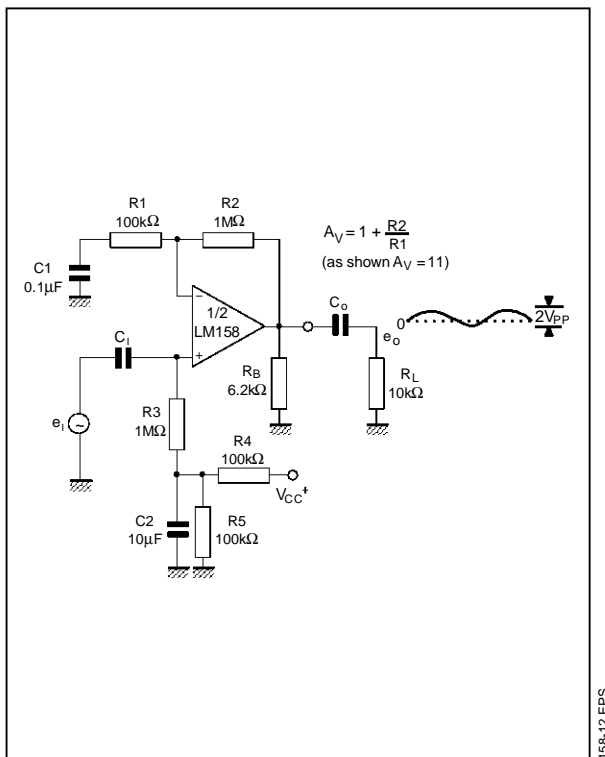 R1
100kΩ
R2
1MΩ
A_V = 1 + R2/R1
(as shown A_V = 11)
C1
0.1µF
1/2
LM158
−
+
C_I
C_O
0
2V_PP
e_o
R_B
6.2kΩ
R_L
10kΩ
e_I
~
R3
1MΩ
R4
100kΩ
V_CC+
C2
10µF
R5
100kΩ
158-12.EPS